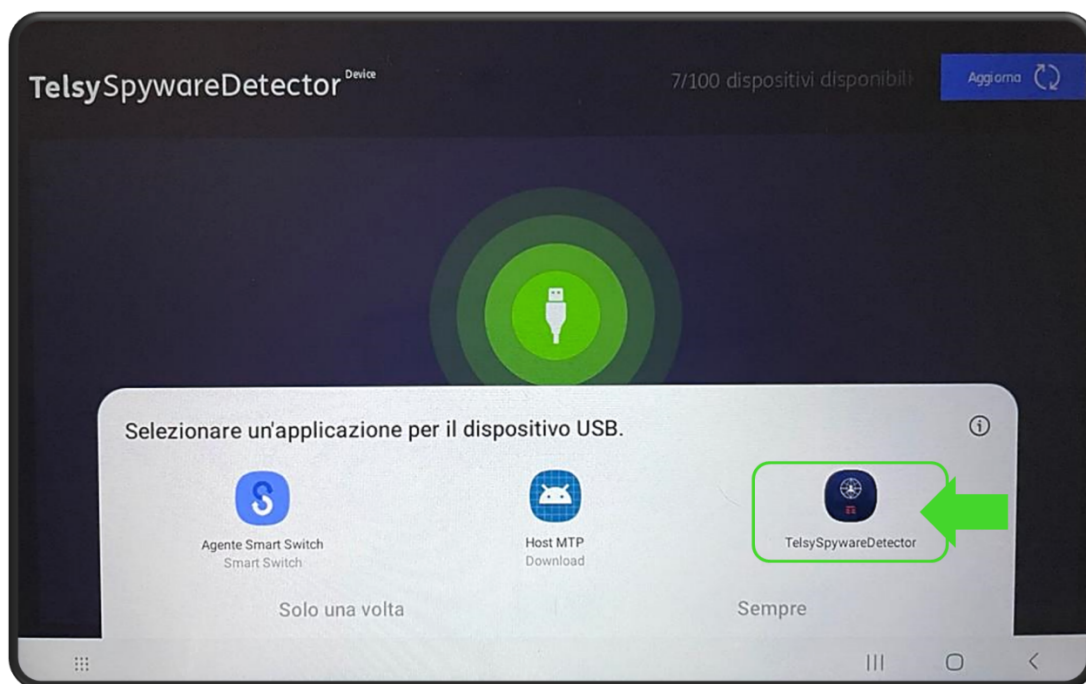 TelsySpywareDetector Device
7/100 dispositivi disponibili
Aggiorna
Selezionare un'applicazione per il dispositivo USB.
Agente Smart Switch
Smart Switch
Host MTP
Download
TelsySpywareDetector
Solo una volta
Sempre